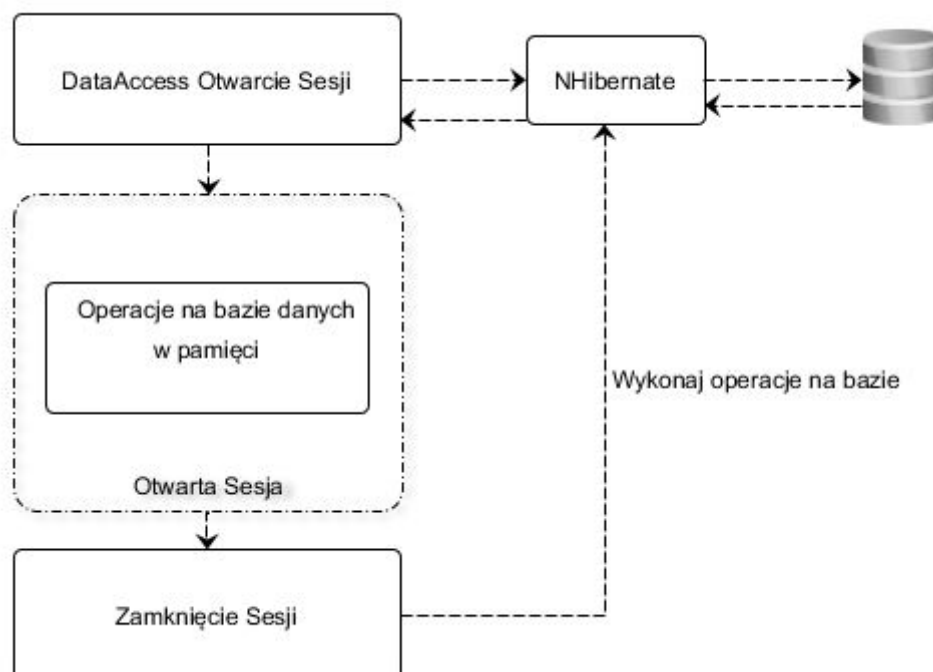 DataAccess Otwarcie Sesji
NHibernate
Operacje na bazie danych
w pamięci
Wykonaj operacje na bazie
Otwarta Sesja
Zamknięcie Sesji